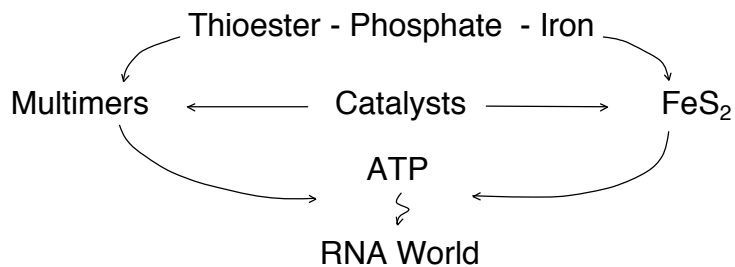 Thioester - Phosphate - Iron
Multimers Catalysts FeS₂
ATP
RNA World